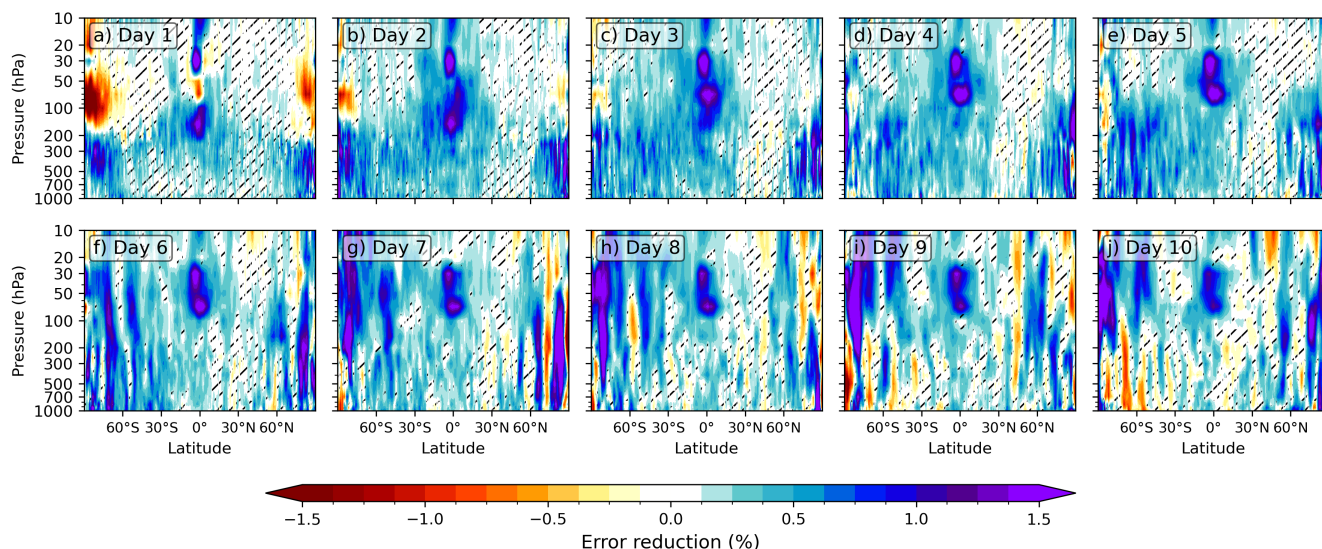 a) Day 1
b) Day 2
c) Day 3
d) Day 4
e) Day 5
Pressure (hPa)
10
20
30
50
100
200
300
500
700
1000
f) Day 6
g) Day 7
h) Day 8
i) Day 9
j) Day 10
Pressure (hPa)
10
20
30
50
100
200
300
500
700
1000
60°S 30°S 0° 30°N 60°N
60°S 30°S 0° 30°N 60°N
60°S 30°S 0° 30°N 60°N
60°S 30°S 0° 30°N 60°N
60°S 30°S 0° 30°N 60°N
Latitude
Latitude
Latitude
Latitude
Latitude
−1.5 −1.0 −0.5 0.0 0.5 1.0 1.5
Error reduction (%)